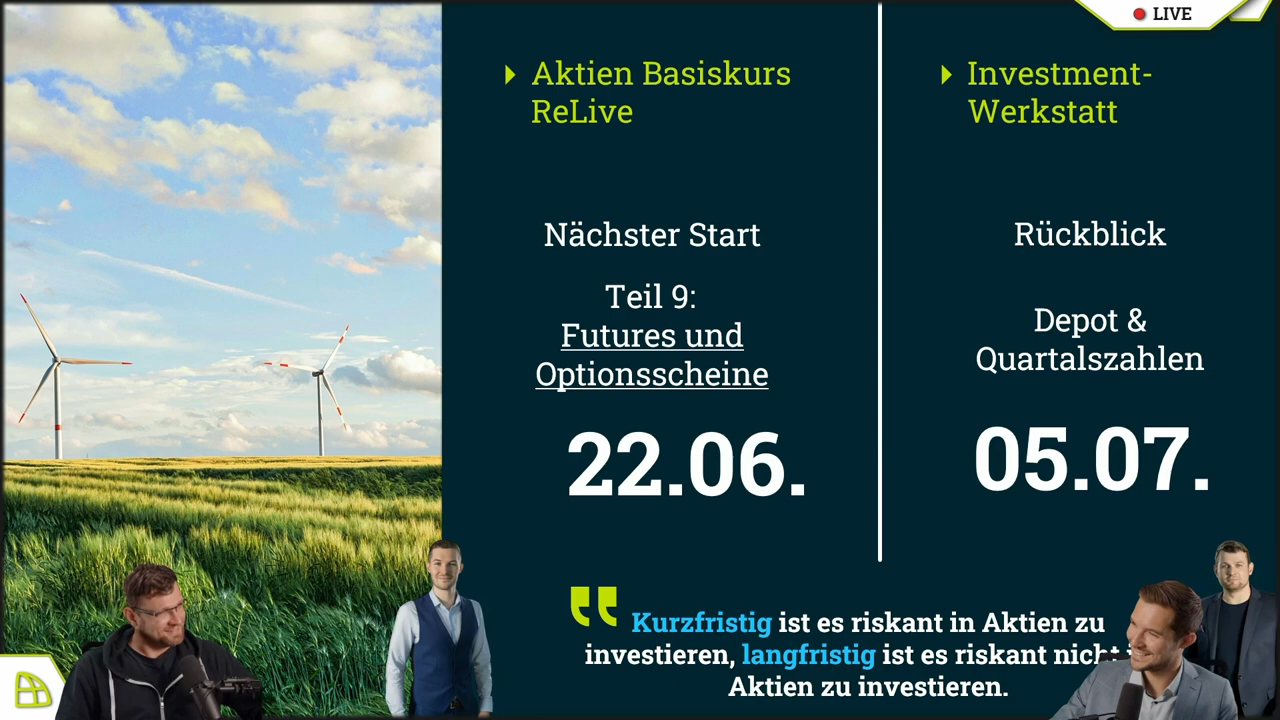 LIVE
Aktien Basiskurs
ReLive
Nächster Start
Teil 9:
Futures und
Optionsscheine
22.06.
Investment-
Werkstatt
Rückblick
Depot &
Quartalszahlen
05.07.
Kurzfristig ist es riskant in Aktien zu
investieren, langfristig ist es riskant nicht
Aktien zu investieren.